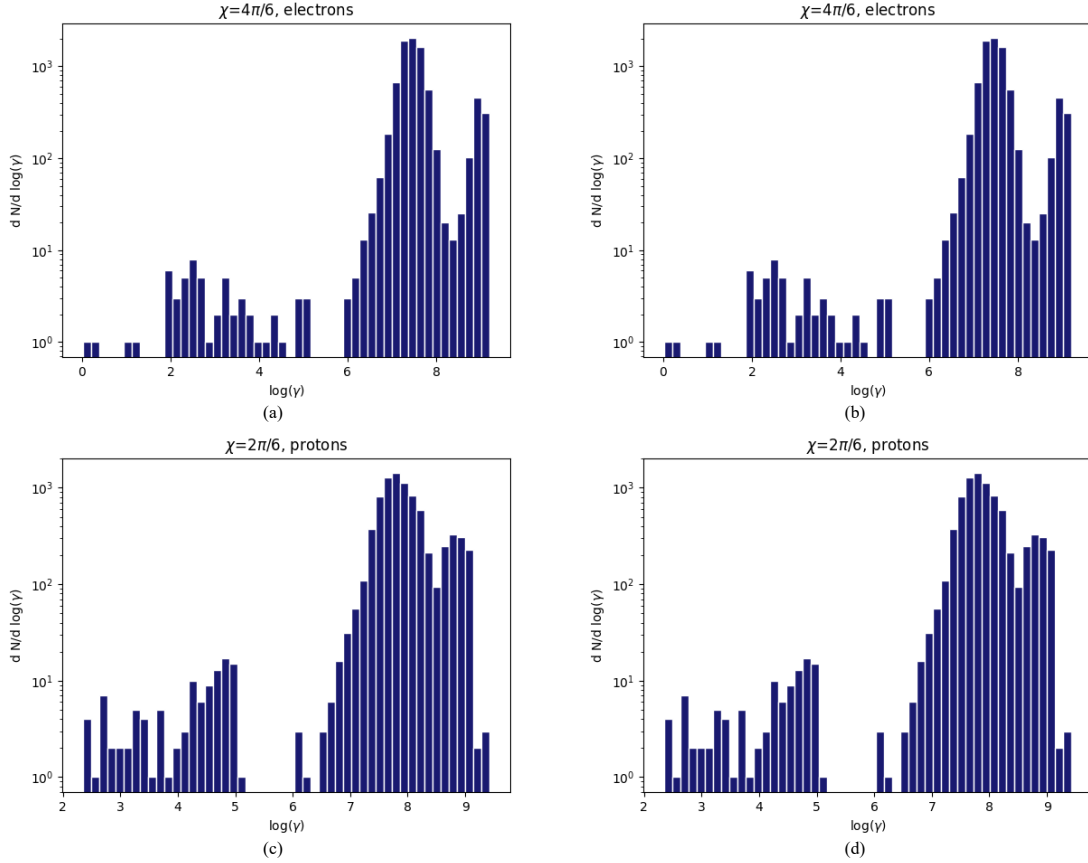 χ=4π/6, electrons
d N/d log(γ)
10³
10²
10¹
10⁰
0 2 4 6 8
log(γ)
(a)
χ=4π/6, electrons
d N/d log(γ)
10³
10²
10¹
10⁰
0 2 4 6 8
log(γ)
(b)
χ=2π/6, protons
d N/d log(γ)
10³
10²
10¹
10⁰
2 3 4 5 6 7 8 9
log(γ)
(c)
χ=2π/6, protons
d N/d log(γ)
10³
10²
10¹
10⁰
2 3 4 5 6 7 8 9
log(γ)
(d)